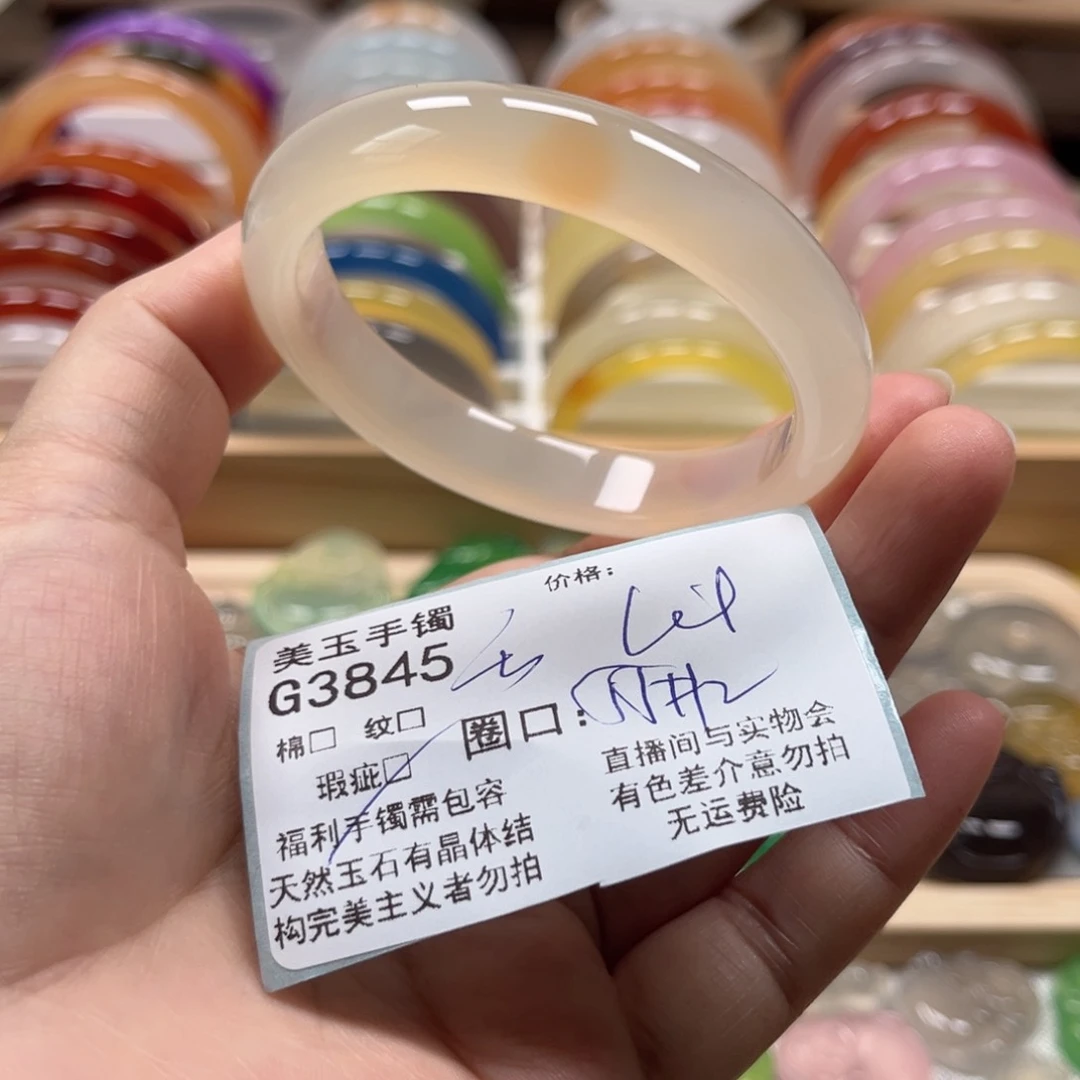 价格:
美玉手镯
G3845
棉□ 纹□ 圈口:
瑕疵□
福利手镯需包容
天然玉石有晶体结
构完美主义者勿拍
直播间与实物会
有色差介意勿拍
无运费险